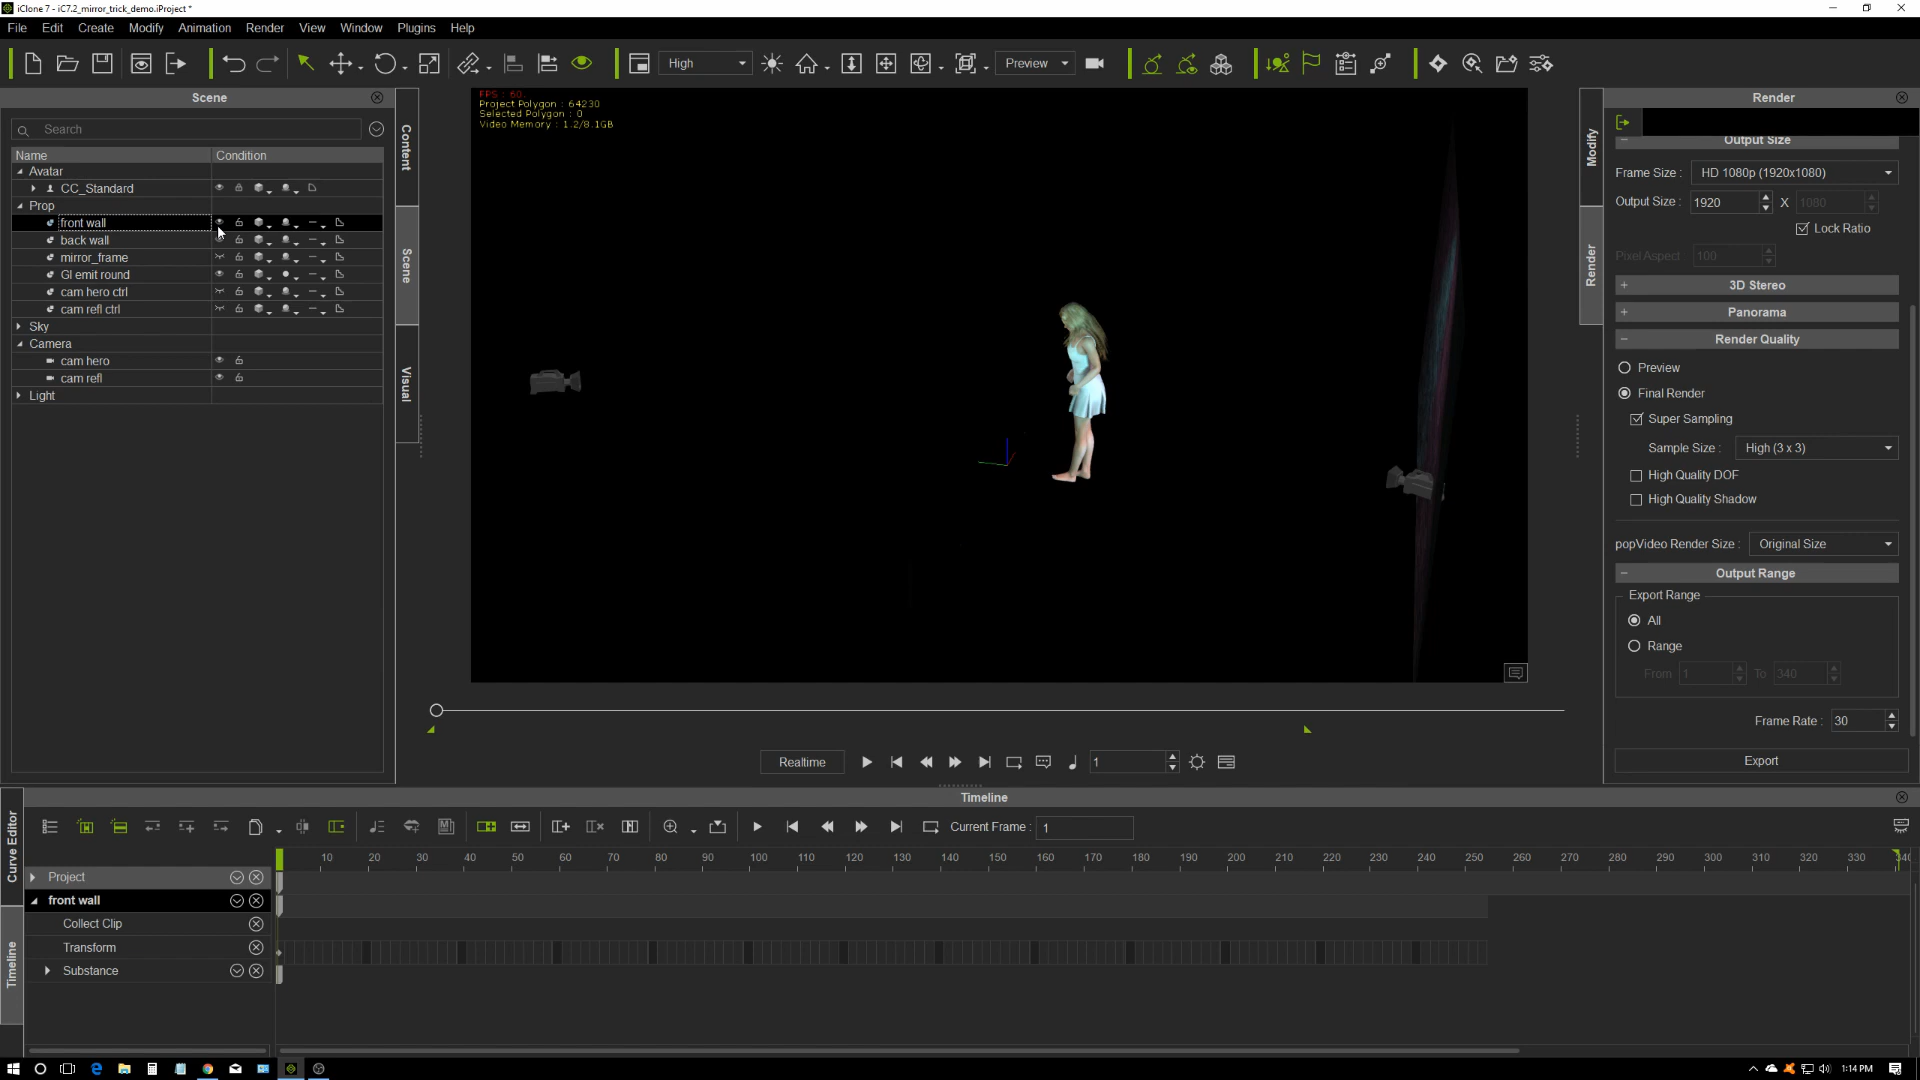 iClone 7 - iC7.2_mirror_trick_demo.iProject *
File Edit Create Modify Animation Render View Window Plugins Help
High
Preview
Scene
Search
Name Condition
Avatar
CC_Standard
Prop
front wall
back wall
mirror_frame
GI emit round
cam hero ctrl
cam refl ctrl
Sky
Camera
cam hero
cam refl
Light
Content
Scene
Visual
FPS : 60.
Project Polygon : 64230
Selected Polygon : 0
Video Memory : 1.2/8.1GB
Modify
Render
Render
Output Size
Frame Size : HD 1080p (1920x1080)
Output Size : 1920 X 1080
Lock Ratio
Pixel Aspect 100
3D Stereo
Panorama
Render Quality
Preview
Final Render
Super Sampling
Sample Size : High (3 x 3)
High Quality DOF
High Quality Shadow
popVideo Render Size : Original Size
Output Range
Export Range
All
Range
From 1 To 340
Frame Rate : 30
Export
Realtime 1
Timeline
Curve Editor
Timeline
Current Frame : 1
10 20 30 40 50 60 70 80 90 100 110 120 130 140 150 160 170 180 190 200 210 220 230 240 250 260 270 280 290 300 310 320 330 340
Project
front wall
Collect Clip
Transform
Substance
1:14 PM